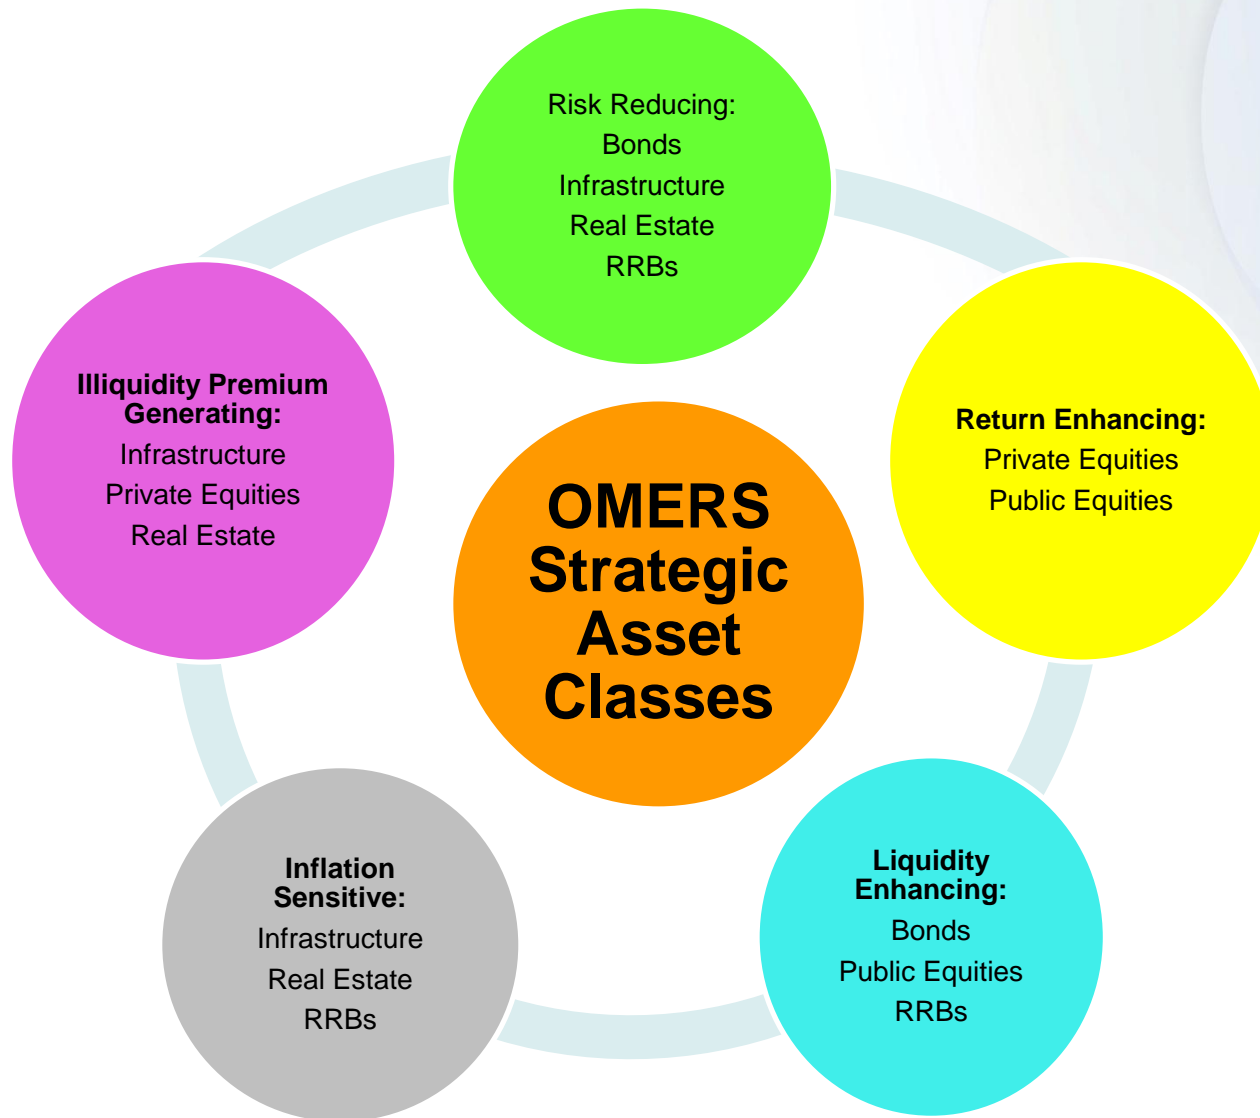 Risk Reducing:
Bonds
Infrastructure
Real Estate
RRBs
Return Enhancing:
Private Equities
Public Equities
Liquidity
Enhancing:
Bonds
Public Equities
RRBs
Inflation
Sensitive:
Infrastructure
Real Estate
RRBs
Illiquidity Premium
Generating:
Infrastructure
Private Equities
Real Estate
OMERS
Strategic
Asset
Classes